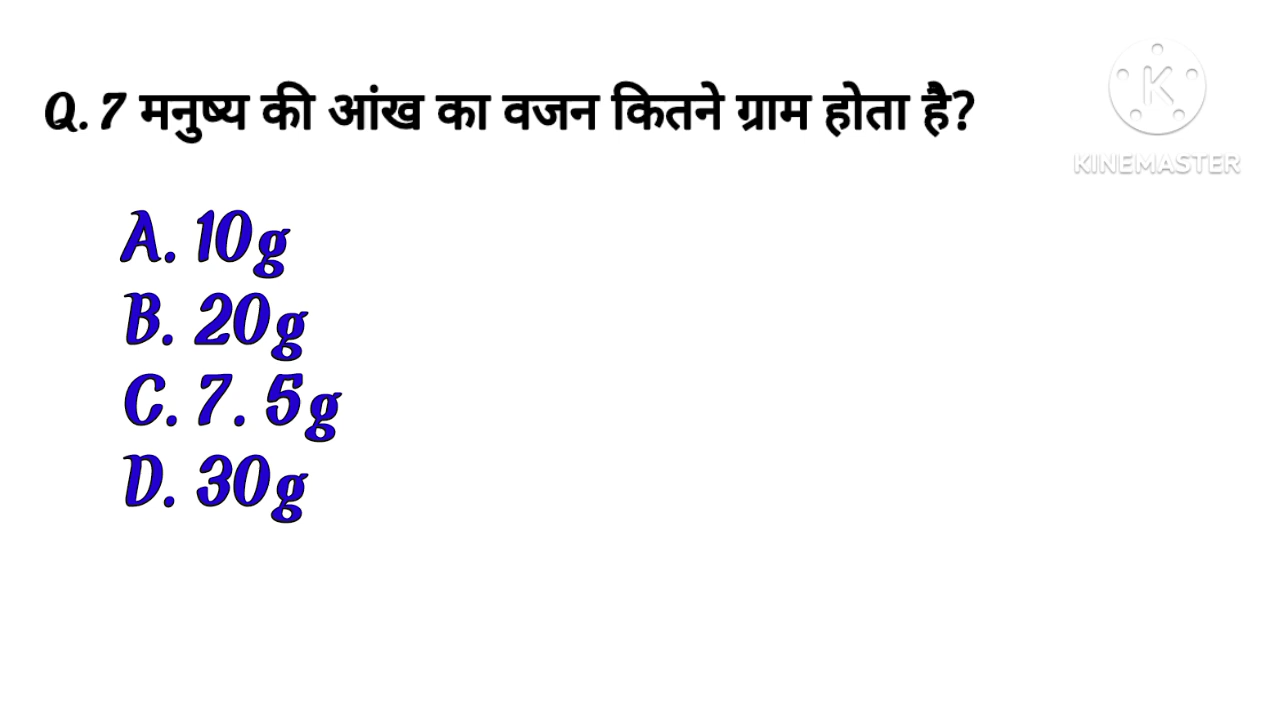 Q. 7 मनुष्य की आंख का वजन कितने ग्राम होता है?
KINEMASTER
A. 10g
B. 20g
C. 7. 5g
D. 30g